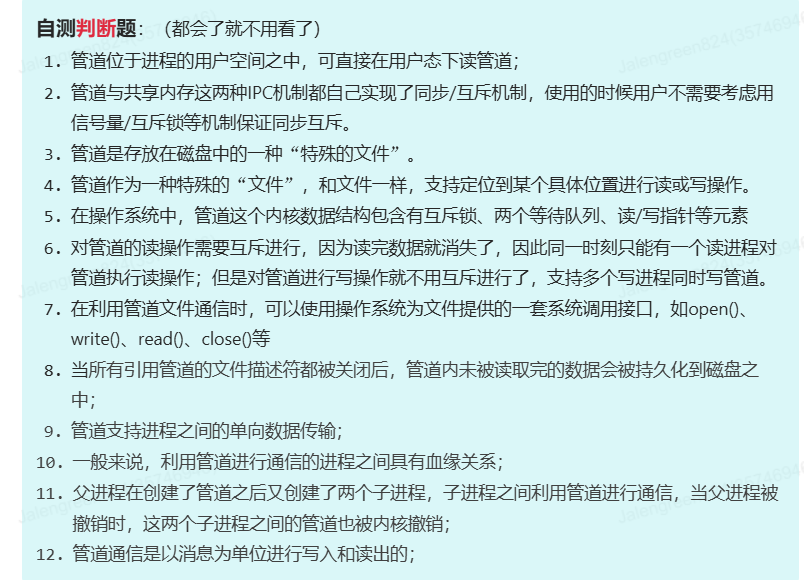 自测判断题：（都会了就不用看了）
1. 管道位于进程的用户空间之中，可直接在用户态下读管道；
2. 管道与共享内存这两种IPC机制都自己实现了同步/互斥机制，使用的时候用户不需要考虑用
信号量/互斥锁等机制保证同步互斥。
3. 管道是存放在磁盘中的一种“特殊的文件”。
4. 管道作为一种特殊的“文件”，和文件一样，支持定位到某个具体位置进行读或写操作。
5. 在操作系统中，管道这个内核数据结构包含有互斥锁、两个等待队列、读/写指针等元素
6. 对管道的读操作需要互斥进行，因为读完数据就消失了，因此同一时刻只能有一个读进程对
管道执行读操作；但是对管道进行写操作就不用互斥进行了，支持多个写进程同时写管道。
7. 在利用管道文件通信时，可以使用操作系统为文件提供的一套系统调用接口，如open()、
write()、read()、close()等
8. 当所有引用管道的文件描述符都被关闭后，管道内未被读取完的数据会被持久化到磁盘之
中；
9. 管道支持进程之间的单向数据传输；
10. 一般来说，利用管道进行通信的进程之间具有血缘关系；
11. 父进程在创建了管道之后又创建了两个子进程，子进程之间利用管道进行通信，当父进程被
撤销时，这两个子进程之间的管道也被内核撤销；
12. 管道通信是以消息为单位进行写入和读出的；